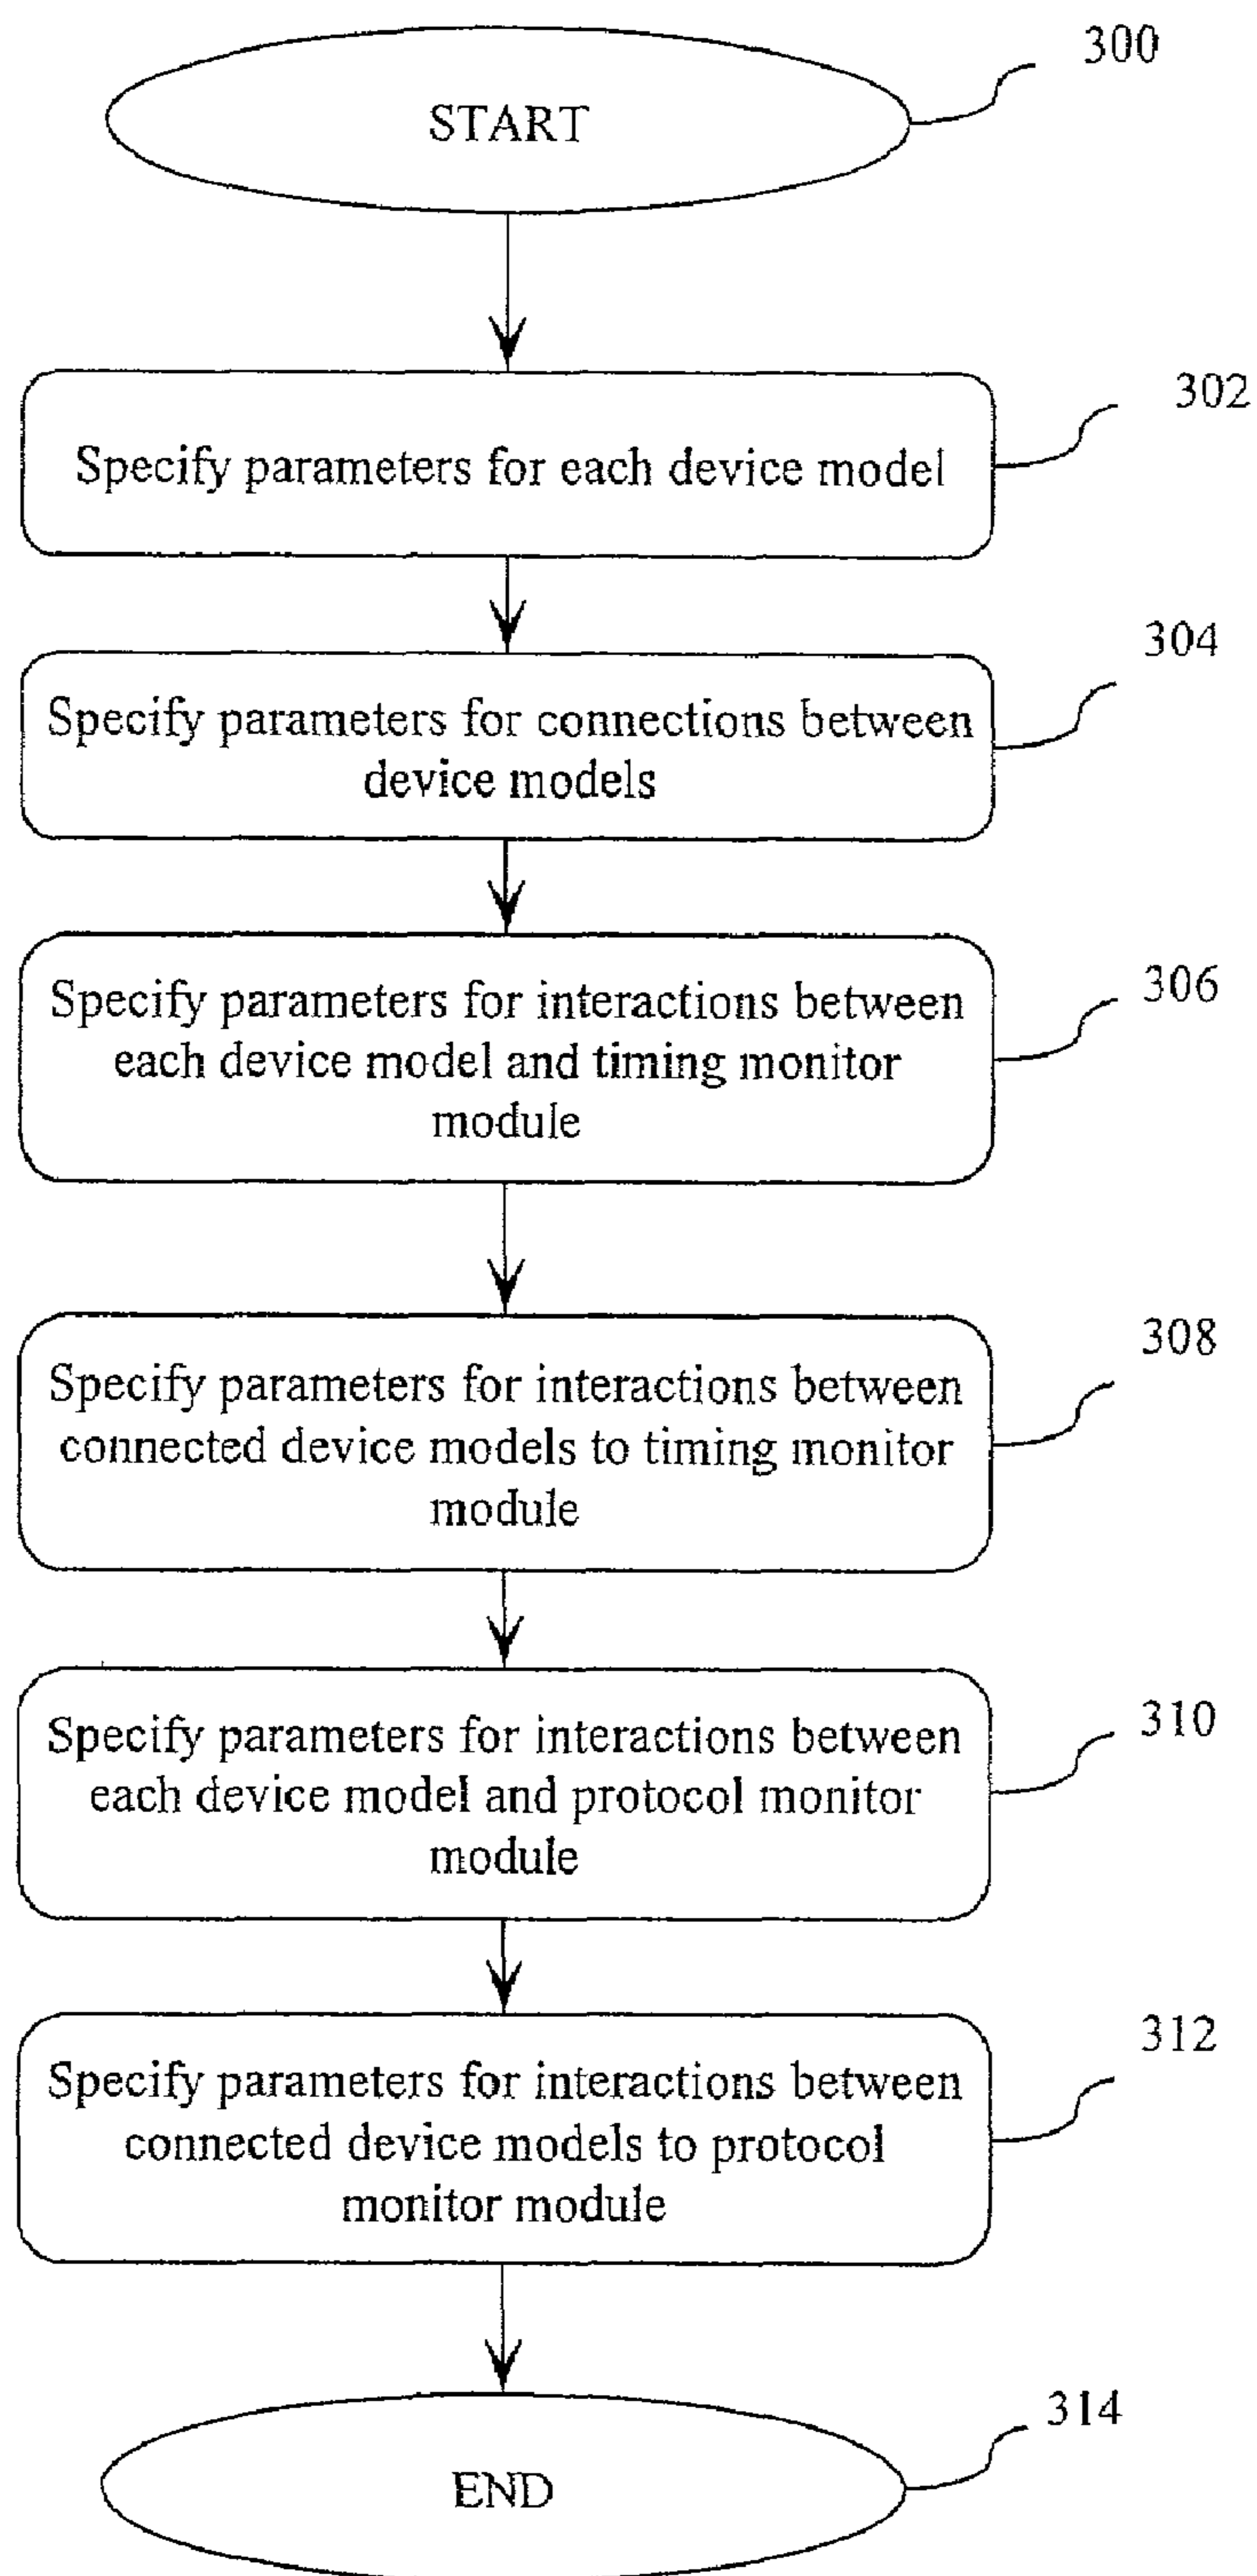 300
START
302
Specify parameters for each device model
304
Specify parameters for connections between
device models
306
Specify parameters for interactions between
each device model and timing monitor
module
308
Specify parameters for interactions between
connected device models to timing monitor
module
310
Specify parameters for interactions between
each device model and protocol monitor
module
312
Specify parameters for interactions between
connected device models to protocol
monitor module
314
END